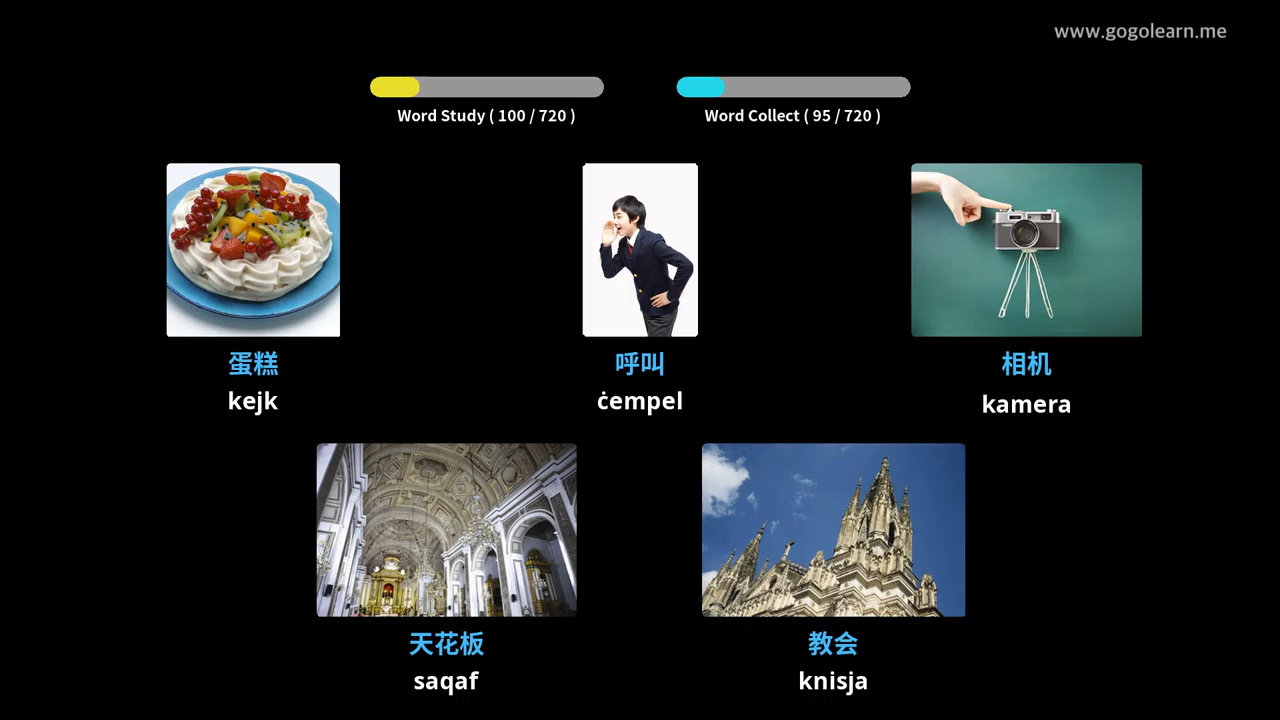 www.gogolearn.me
Word Study ( 100 / 720 )
Word Collect ( 95 / 720 )
蛋糕
kejk
呼叫
ċempel
相机
kamera
天花板
saqaf
教会
knisja